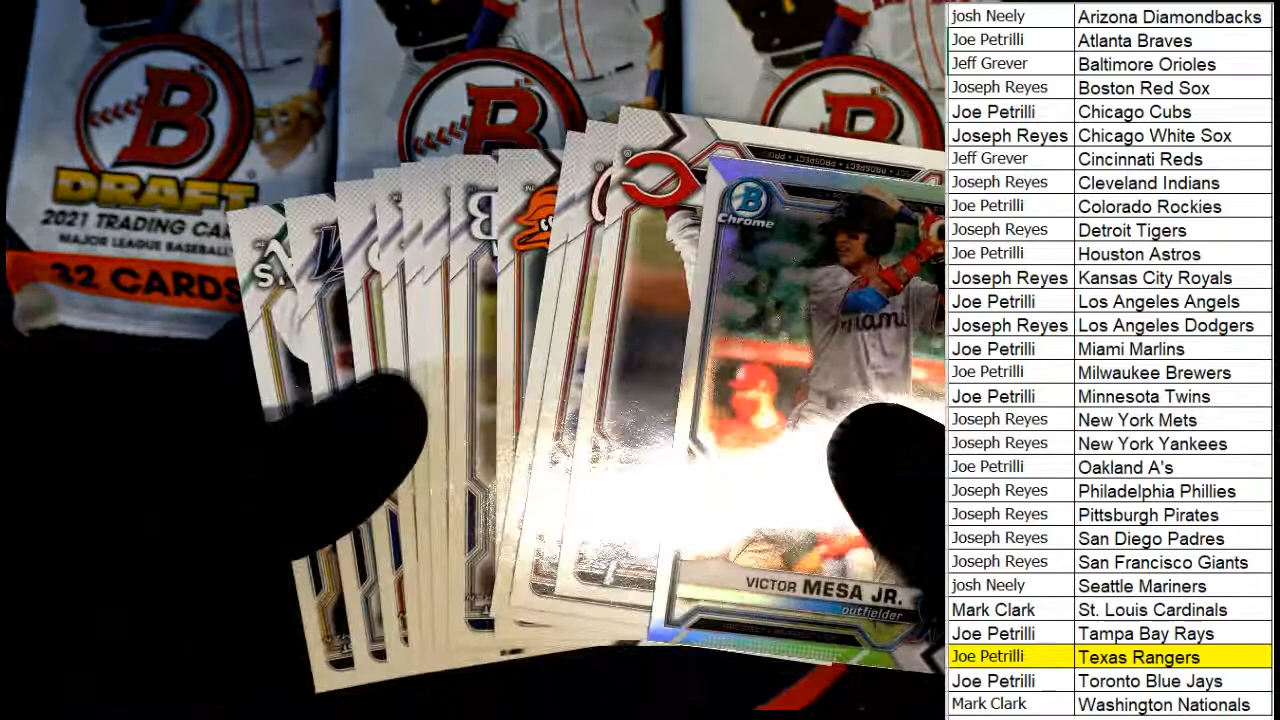 B
DRAFT
2021 TRADING CA
MAJOR LEAGUE BASEBALL
32 CARDS
B
B
PROSPECT
B
Chrome
miami
VICTOR MESA JR.
outfielder
josh Neely Arizona Diamondbacks
Joe Petrilli Atlanta Braves
Jeff Grever Baltimore Orioles
Joseph Reyes Boston Red Sox
Joe Petrilli Chicago Cubs
Joseph Reyes Chicago White Sox
Jeff Grever Cincinnati Reds
Joseph Reyes Cleveland Indians
Joe Petrilli Colorado Rockies
Joseph Reyes Detroit Tigers
Joe Petrilli Houston Astros
Joseph Reyes Kansas City Royals
Joe Petrilli Los Angeles Angels
Joseph Reyes Los Angeles Dodgers
Joe Petrilli Miami Marlins
Joe Petrilli Milwaukee Brewers
Joe Petrilli Minnesota Twins
Joseph Reyes New York Mets
Joseph Reyes New York Yankees
Joe Petrilli Oakland A's
Joseph Reyes Philadelphia Phillies
Joseph Reyes Pittsburgh Pirates
Joseph Reyes San Diego Padres
Joseph Reyes San Francisco Giants
josh Neely Seattle Mariners
Mark Clark St. Louis Cardinals
Joe Petrilli Tampa Bay Rays
Joe Petrilli Texas Rangers
Joe Petrilli Toronto Blue Jays
Mark Clark Washington Nationals